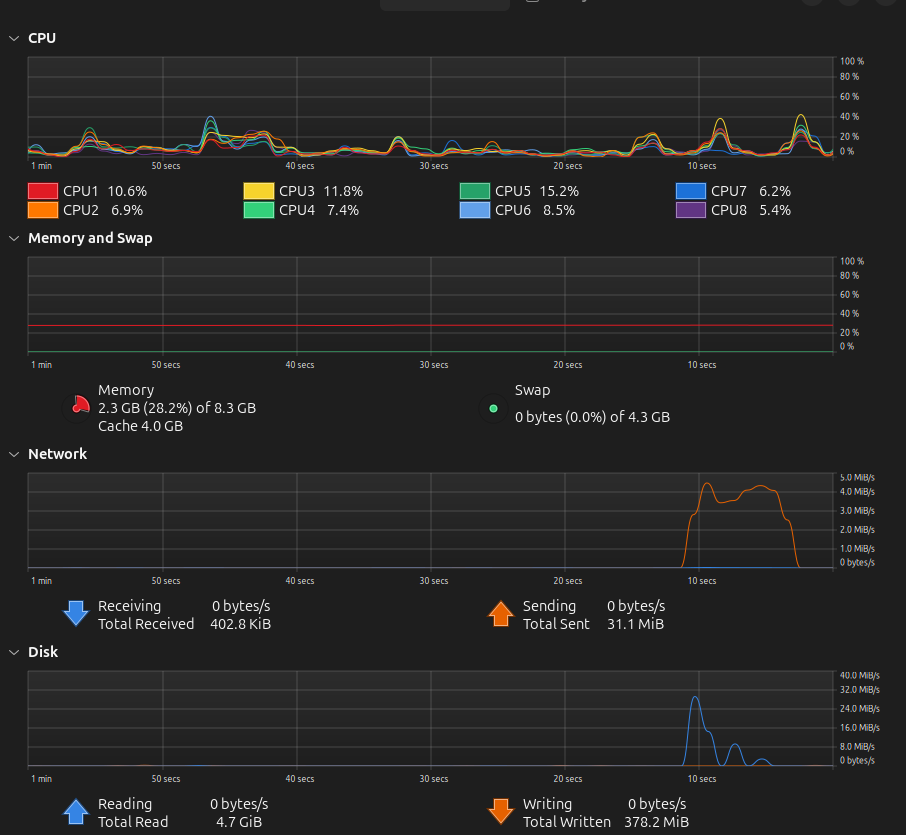 CPU
100 %
80 %
60 %
40 %
20 %
0 %
1 min 50 secs 40 secs 30 secs 20 secs 10 secs
CPU1 10.6% CPU3 11.8% CPU5 15.2% CPU7 6.2%
CPU2 6.9% CPU4 7.4% CPU6 8.5% CPU8 5.4%
Memory and Swap
100 %
80 %
60 %
40 %
20 %
0 %
1 min 50 secs 40 secs 30 secs 20 secs 10 secs
Memory
2.3 GB (28.2%) of 8.3 GB
Cache 4.0 GB
Swap
0 bytes (0.0%) of 4.3 GB
Network
5.0 MiB/s
4.0 MiB/s
3.0 MiB/s
2.0 MiB/s
1.0 MiB/s
0 bytes/s
1 min 50 secs 40 secs 30 secs 20 secs 10 secs
Receiving 0 bytes/s
Total Received 402.8 KiB
Sending 0 bytes/s
Total Sent 31.1 MiB
Disk
40.0 MiB/s
32.0 MiB/s
24.0 MiB/s
16.0 MiB/s
8.0 MiB/s
0 bytes/s
1 min 50 secs 40 secs 30 secs 20 secs 10 secs
Reading 0 bytes/s
Total Read 4.7 GiB
Writing 0 bytes/s
Total Written 378.2 MiB